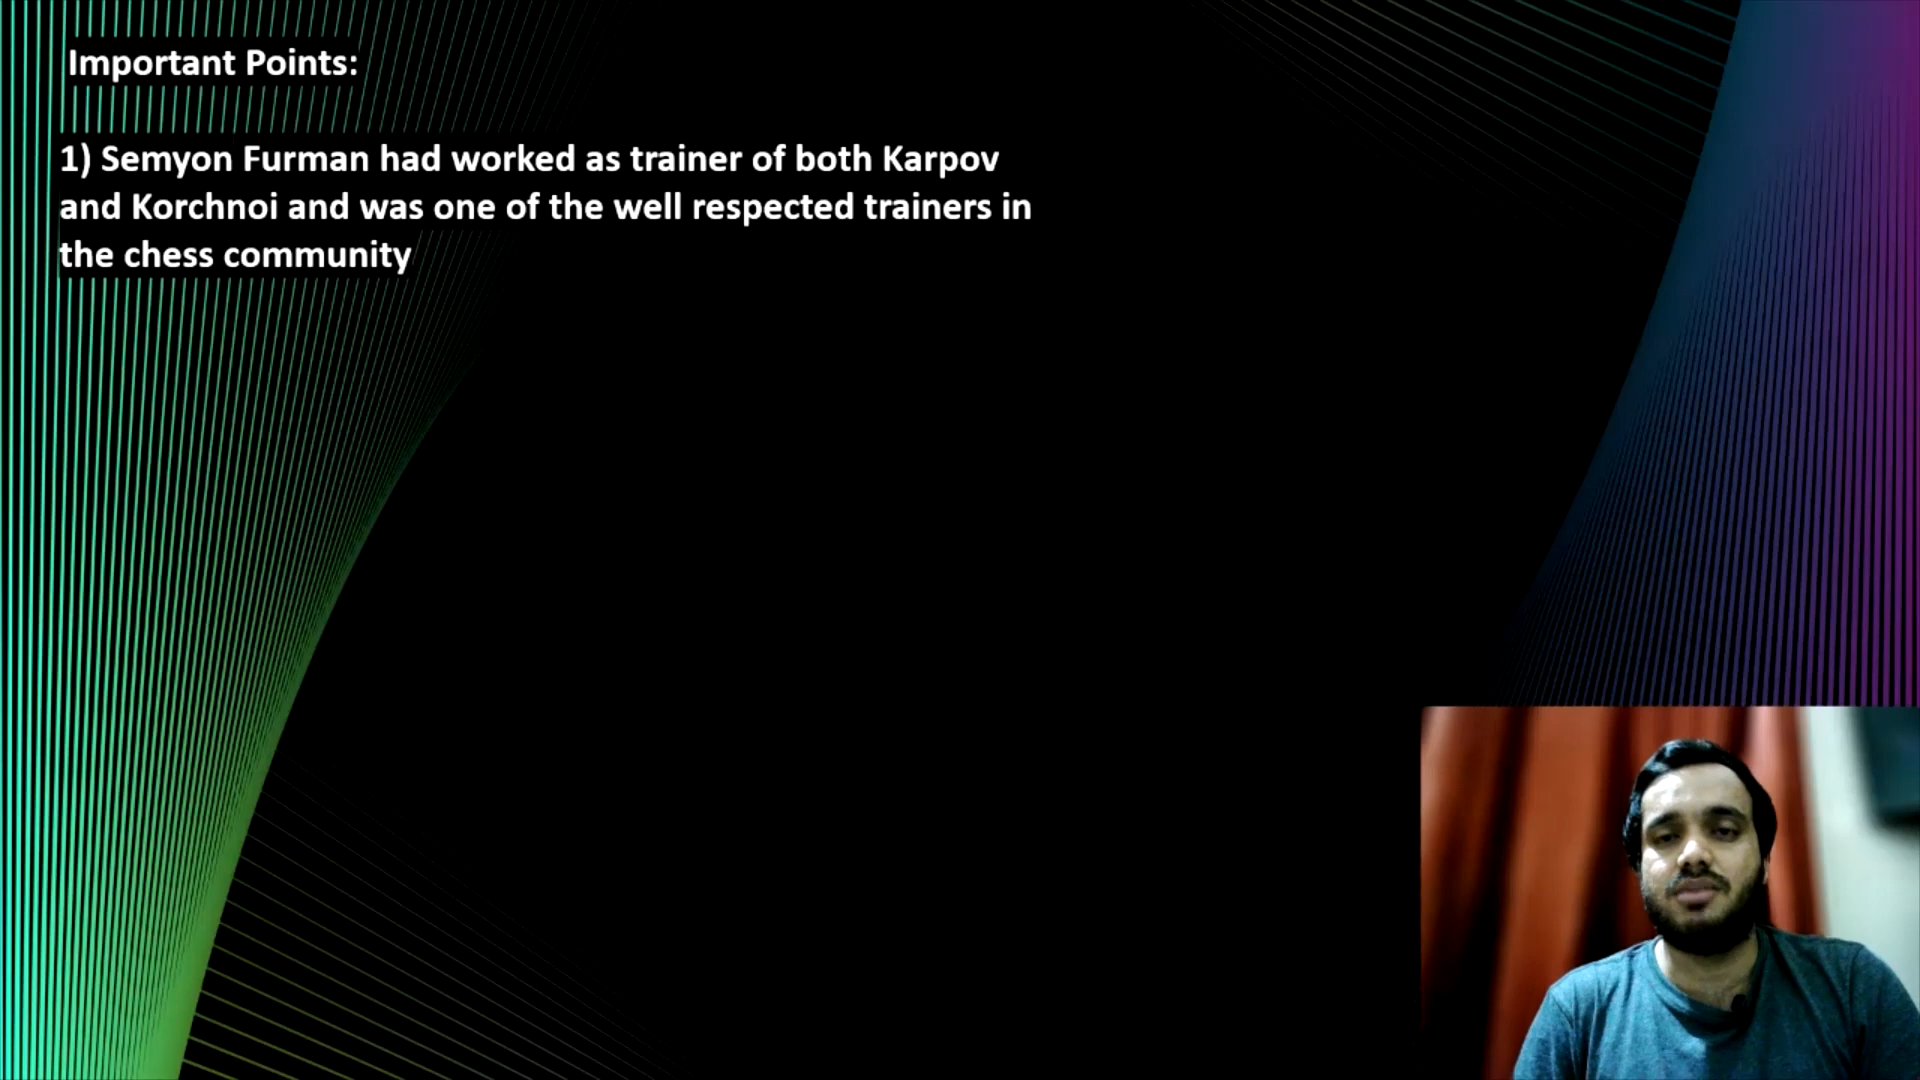 Important Points:
1) Semyon Furman had worked as trainer of both Karpov
and Korchnoi and was one of the well respected trainers in
the chess community